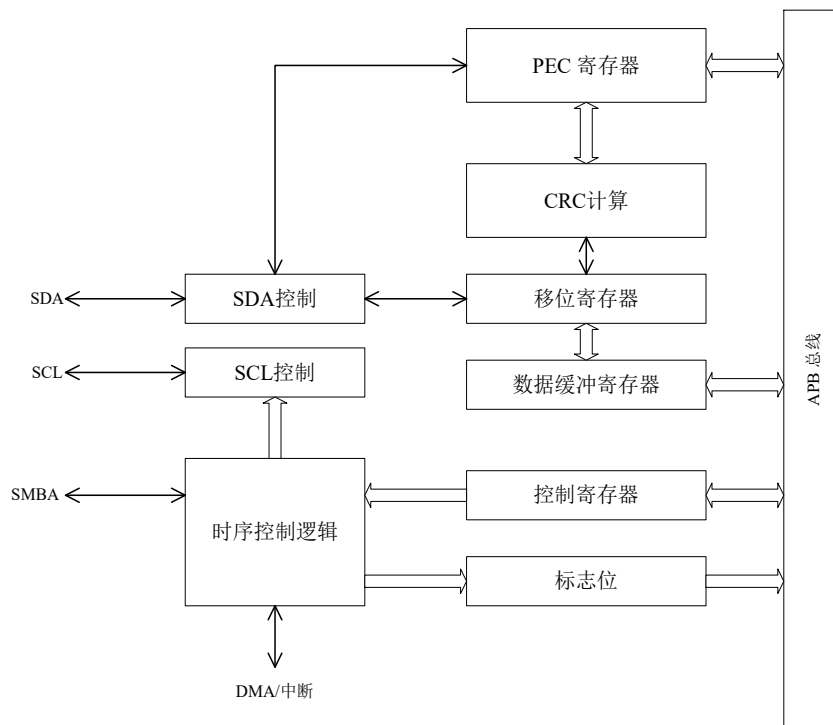 PEC 寄存器
CRC计算
SDA
SDA控制
移位寄存器
SCL
SCL控制
数据缓冲寄存器
APB 总线
SMBA
时序控制逻辑
控制寄存器
标志位
DMA/中断